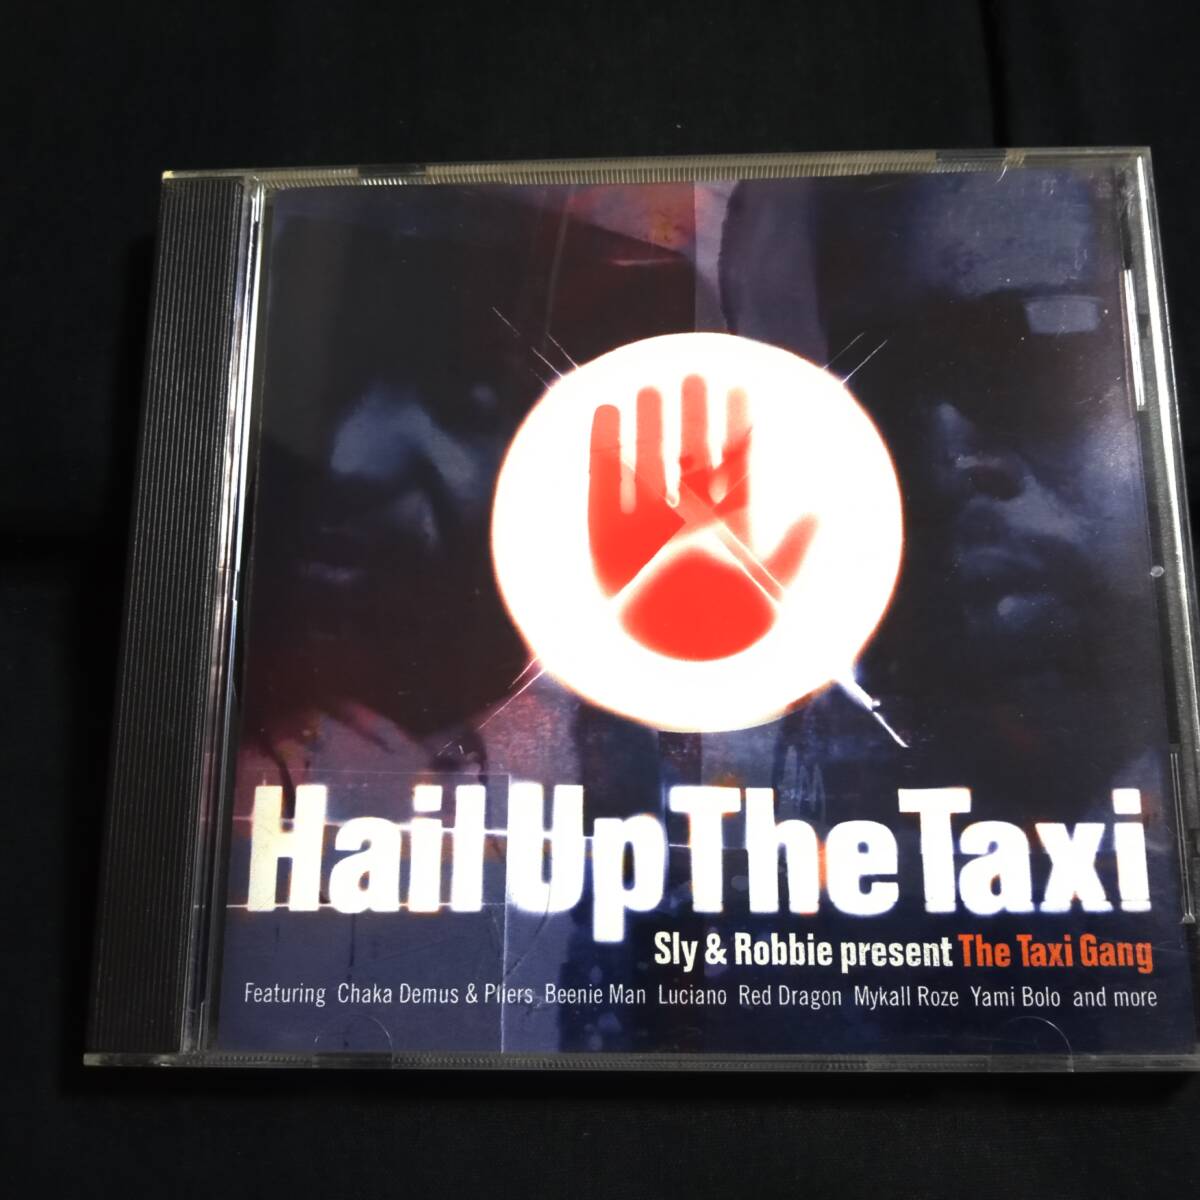 Hail Up The Taxi
Sly & Robbie present The Taxi Gang
Featuring Chaka Demus & Pliers Beenie Man Luciano Red Dragon Mykall Roze Yami Bolo and more